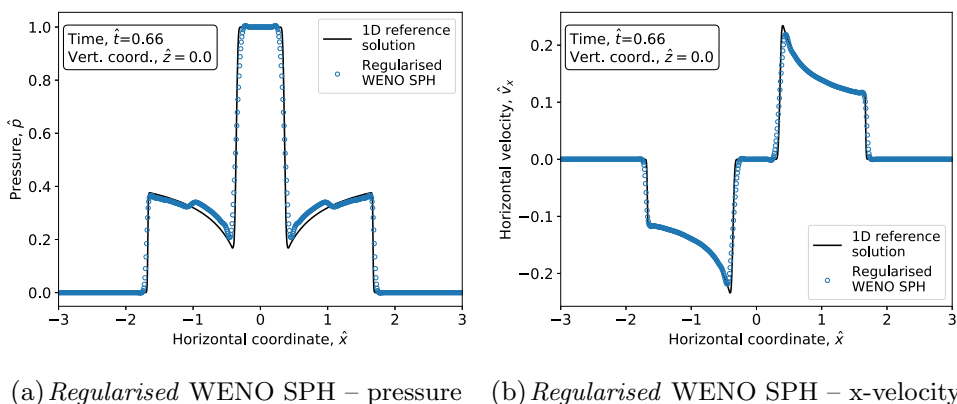 Time, t̂=0.66
Vert. coord., ẑ = 0.0
1D reference
solution
Regularised
WENO SPH
Pressure, p̂
1.0
0.8
0.6
0.4
0.2
0.0
−3
−2
−1
0
1
2
3
Horizontal coordinate, x̂
(a) Regularised WENO SPH – pressure
Time, t̂=0.66
Vert. coord., ẑ = 0.0
Horizontal velocity, v̂ₓ
0.2
0.1
0.0
−0.1
−0.2
1D reference
solution
Regularised
WENO SPH
−3
−2
−1
0
1
2
3
Horizontal coordinate, x̂
(b) Regularised WENO SPH – x-velocity